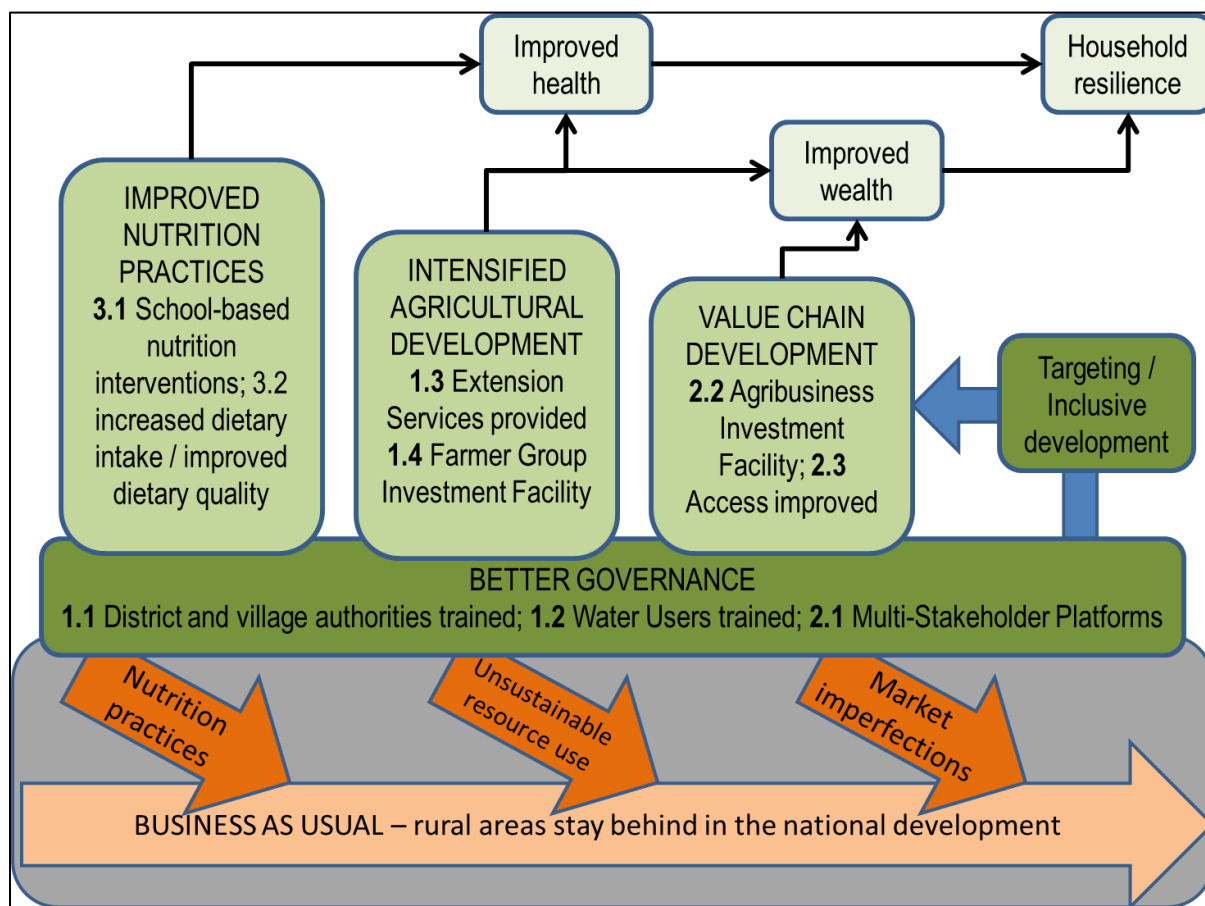 Improved
health
Household
resilience
Improved
wealth
IMPROVED
NUTRITION
PRACTICES
3.1 School-based
nutrition
interventions; 3.2
increased dietary
intake / improved
dietary quality
INTENSIFIED
AGRICULTURAL
DEVELOPMENT
1.3 Extension
Services provided
1.4 Farmer Group
Investment Facility
VALUE CHAIN
DEVELOPMENT
2.2 Agribusiness
Investment
Facility; 2.3
Access improved
Targeting /
Inclusive
development
BETTER GOVERNANCE
1.1 District and village authorities trained; 1.2 Water Users trained; 2.1 Multi-Stakeholder Platforms
Nutrition
practices
Unsustainable
resource use
Market
imperfections
BUSINESS AS USUAL – rural areas stay behind in the national development